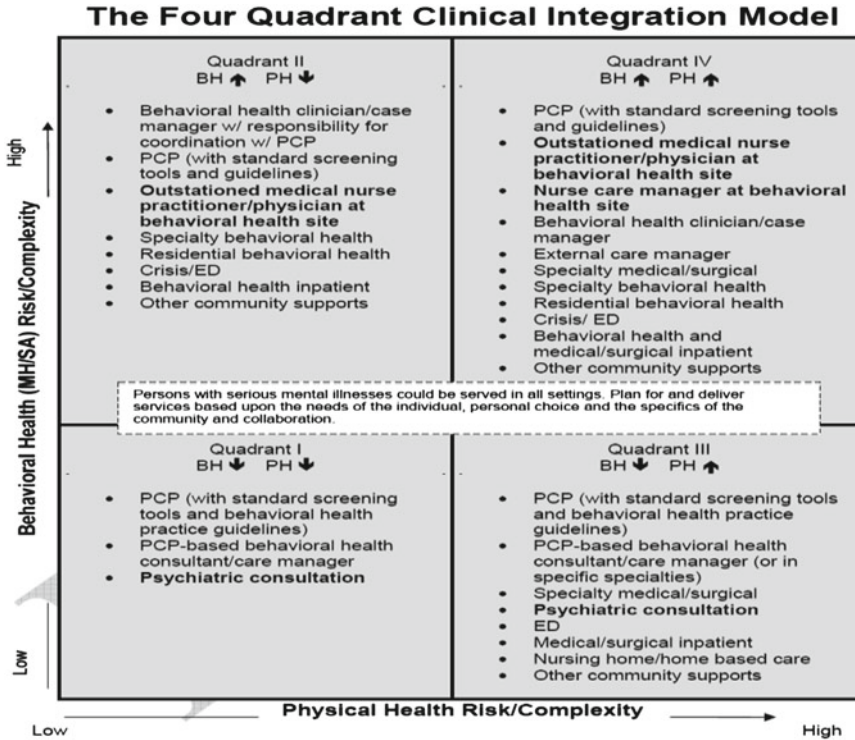 The Four Quadrant Clinical Integration Model
Quadrant II
BH PH
• Behavioral health clinician/case
manager w/ responsibility for
coordination w/ PCP
• PCP (with standard screening
tools and guidelines)
• Outstationed medical nurse
practitioner/physician at
behavioral health site
• Specialty behavioral health
• Residential behavioral health
• Crisis/ED
• Behavioral health inpatient
• Other community supports
Quadrant IV
BH PH
• PCP (with standard screening tools
and guidelines)
• Outstationed medical nurse
practitioner/physician at
behavioral health site
• Nurse care manager at behavioral
health site
• Behavioral health clinician/case
manager
• External care manager
• Specialty medical/surgical
• Specialty behavioral health
• Residential behavioral health
• Crisis/ ED
• Behavioral health and
medical/surgical inpatient
• Other community supports
Persons with serious mental illnesses could be served in all settings. Plan for and deliver
services based upon the needs of the individual, personal choice and the specifics of the
community and collaboration.
Quadrant I
BH PH
• PCP (with standard screening
tools and behavioral health
practice guidelines)
• PCP-based behavioral health
consultant/care manager
• Psychiatric consultation
Quadrant III
BH PH
• PCP (with standard screening tools
and behavioral health practice
guidelines)
• PCP-based behavioral health
consultant/care manager (or in
specific specialties)
• Specialty medical/surgical
• Psychiatric consultation
• ED
• Medical/surgical inpatient
• Nursing home/home based care
• Other community supports
Behavioral Health (MH/SA) Risk/Complexity
High
Low
Physical Health Risk/Complexity
Low
High